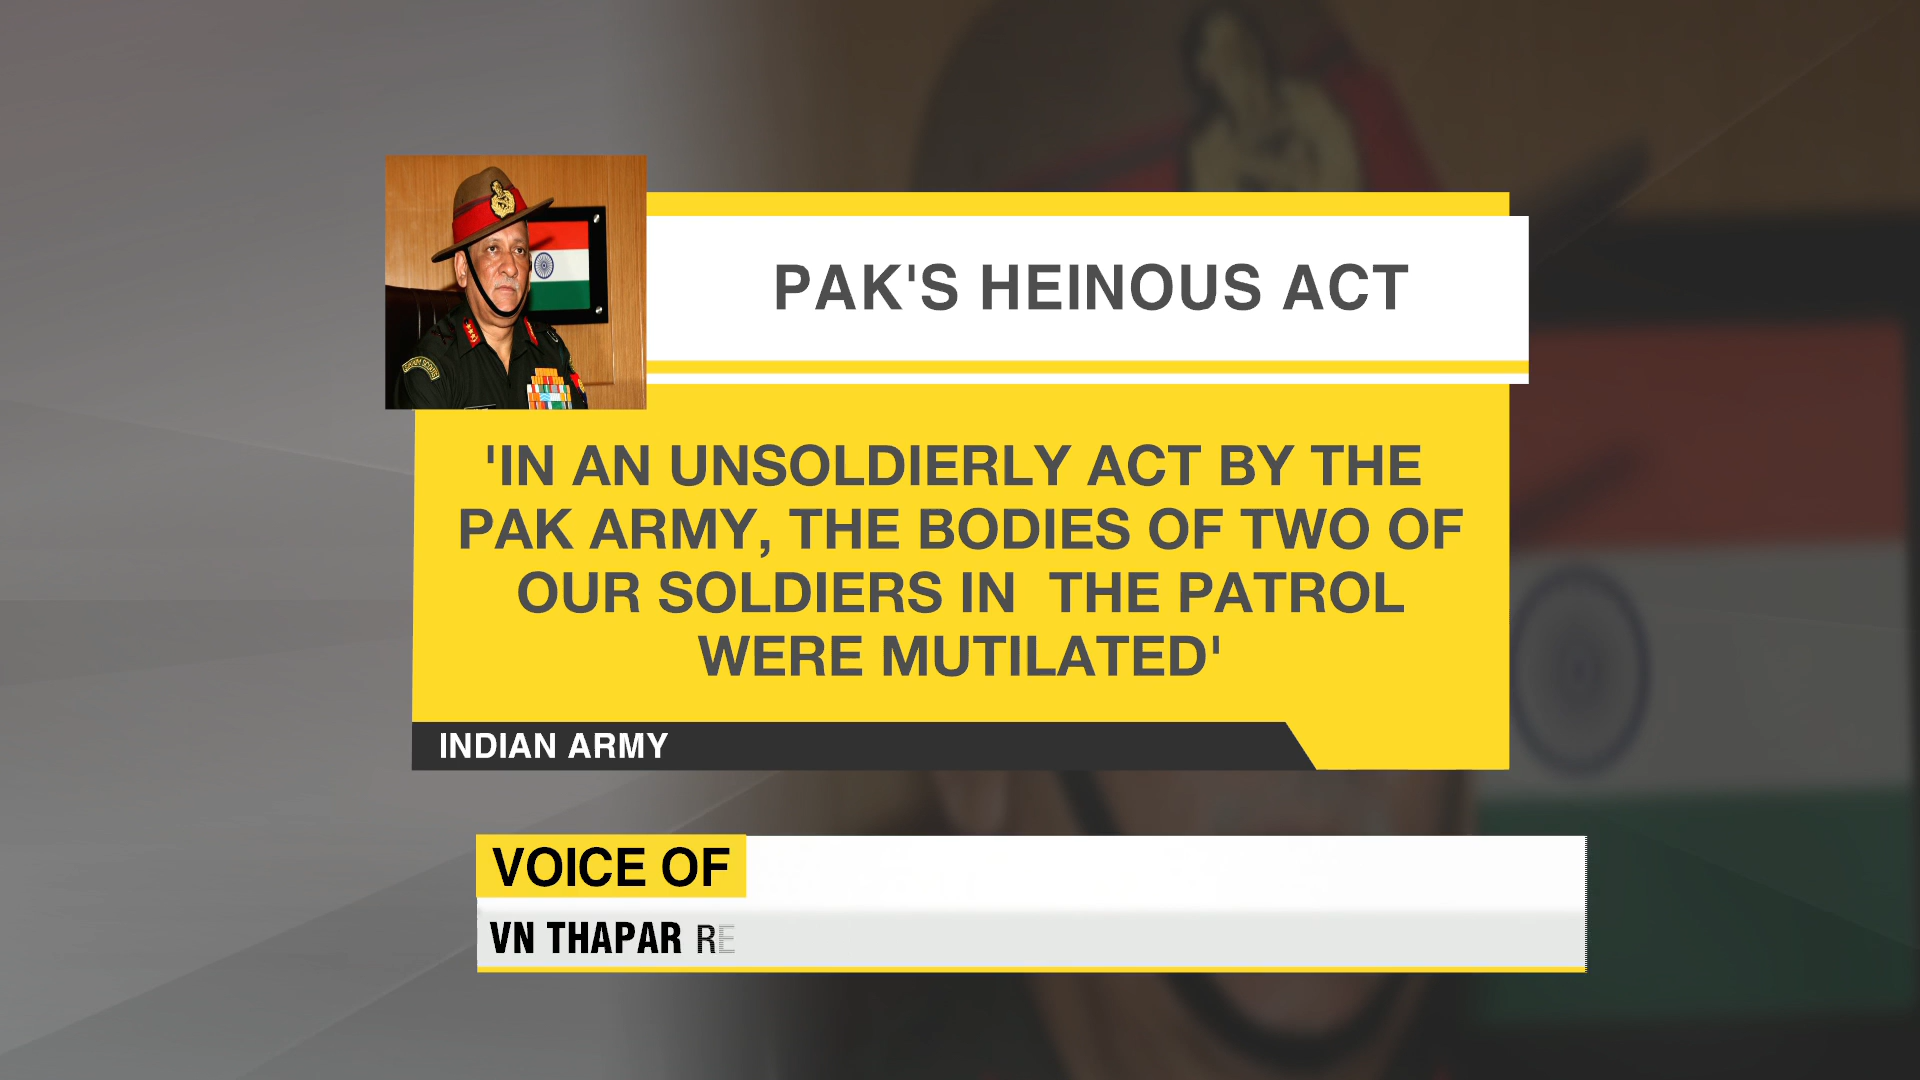 PAK'S HEINOUS ACT
'IN AN UNSOLDIERLY ACT BY THE
PAK ARMY, THE BODIES OF TWO OF
OUR SOLDIERS IN THE PATROL
WERE MUTILATED'
INDIAN ARMY
VOICE OF
VN THAPAR RE